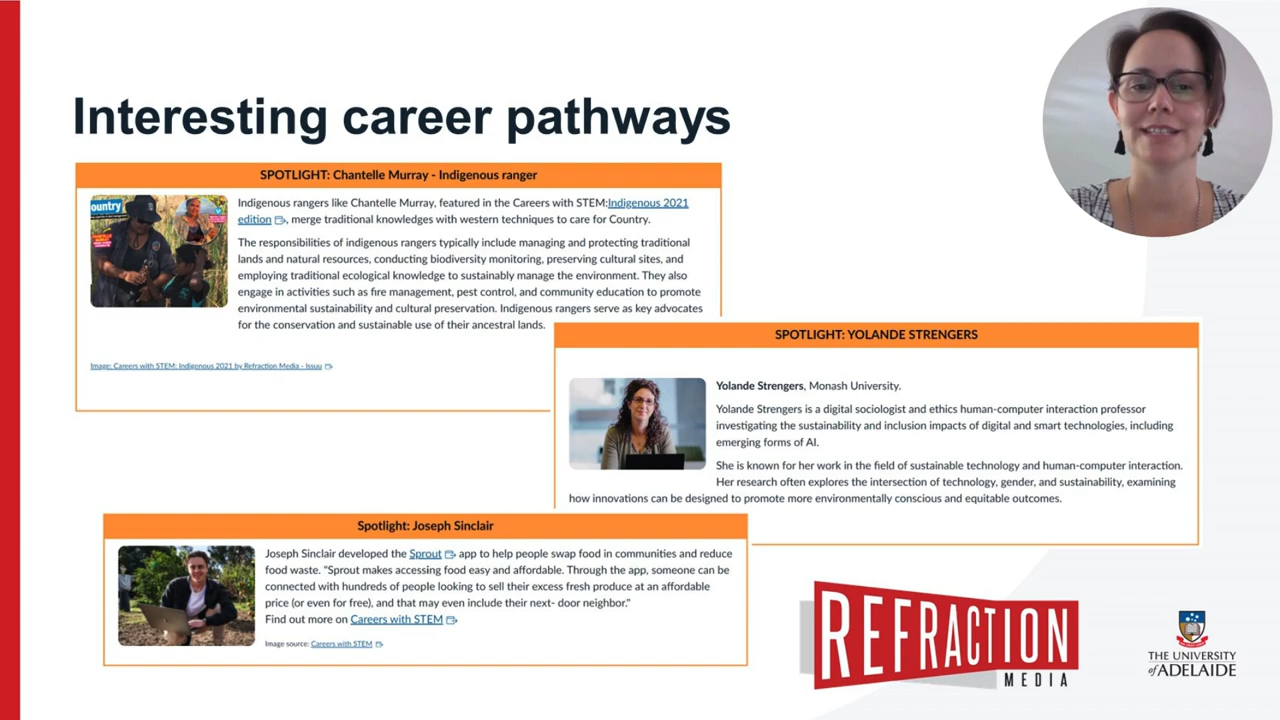 Interesting career pathways
SPOTLIGHT: Chantelle Murray - Indigenous ranger
ountry
Indigenous rangers like Chantelle Murray, featured in the Careers with STEM:Indigenous 2021
edition, merge traditional knowledges with western techniques to care for Country.
The responsibilities of indigenous rangers typically include managing and protecting traditional
lands and natural resources, conducting biodiversity monitoring, preserving cultural sites, and
employing traditional ecological knowledge to sustainably manage the environment. They also
engage in activities such as fire management, pest control, and community education to promote
environmental sustainability and cultural preservation. Indigenous rangers serve as key advocates
for the conservation and sustainable use of their ancestral lands.
Image: Careers with STEM: Indigenous 2021 by Refraction Media - Issuu
SPOTLIGHT: YOLANDE STRENGERS
Yolande Strengers, Monash University.
Yolande Strengers is a digital sociologist and ethics human-computer interaction professor
investigating the sustainability and inclusion impacts of digital and smart technologies, including
emerging forms of AI.
She is known for her work in the field of sustainable technology and human-computer interaction.
Her research often explores the intersection of technology, gender, and sustainability, examining
how innovations can be designed to promote more environmentally conscious and equitable outcomes.
Spotlight: Joseph Sinclair
Joseph Sinclair developed the Sprout app to help people swap food in communities and reduce
food waste. "Sprout makes accessing food easy and affordable. Through the app, someone can be
connected with hundreds of people looking to sell their excess fresh produce at an affordable
price (or even for free), and that may even include their next- door neighbor."
Find out more on Careers with STEM
Image source: Careers with STEM
REFRACTION
MEDIA
THE UNIVERSITY
of ADELAIDE